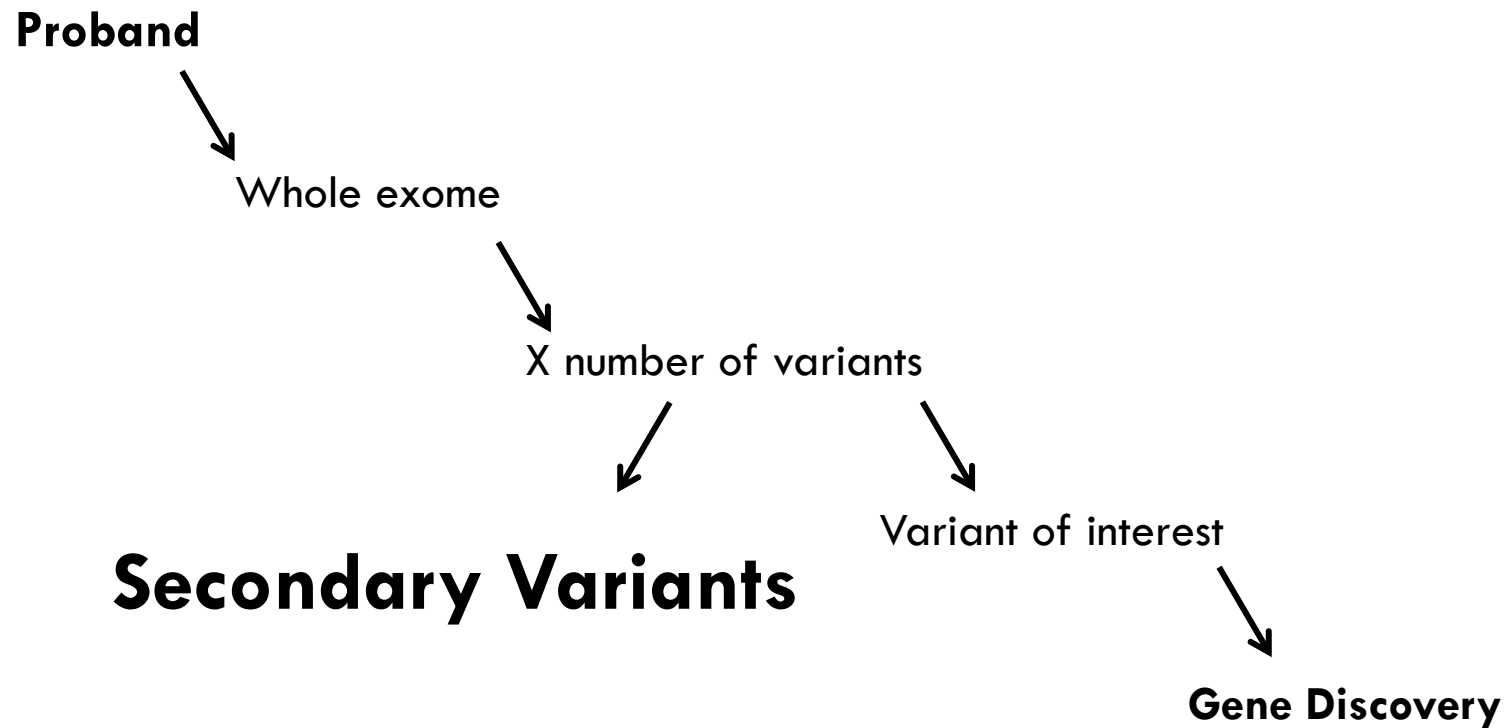 Proband
Whole exome
X number of variants
Variant of interest
Secondary Variants
Gene Discovery